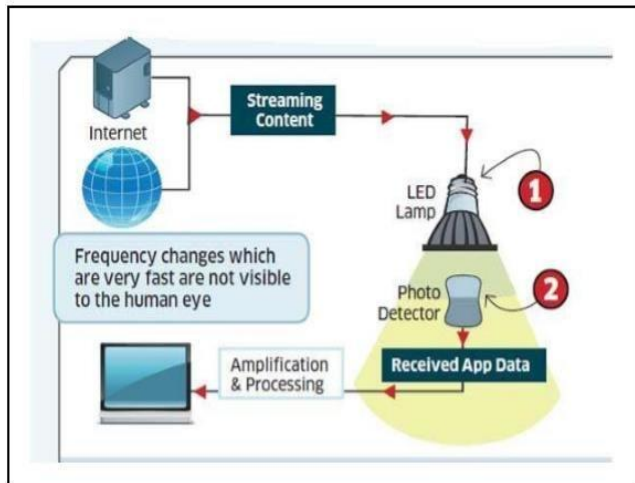 Internet
Streaming
Content
LED
Lamp
1
Frequency changes which
are very fast are not visible
to the human eye
Photo
Detector
2
Amplification
& Processing
Received App Data